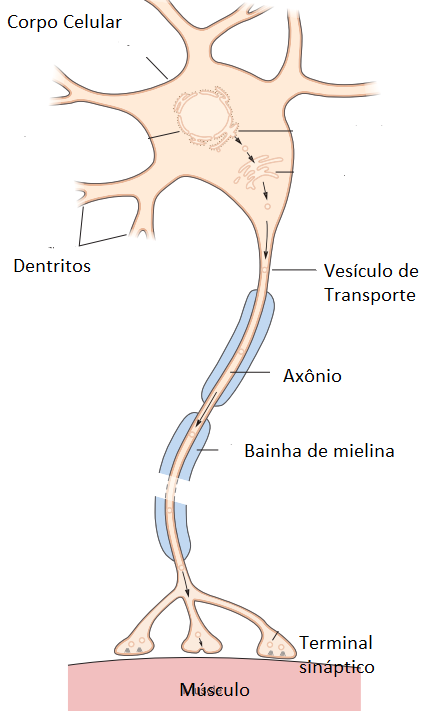 Corpo Celular
Dentritos
Vesículo de
Transporte
Axônio
Bainha de mielina
Terminal
sináptico
Músculo